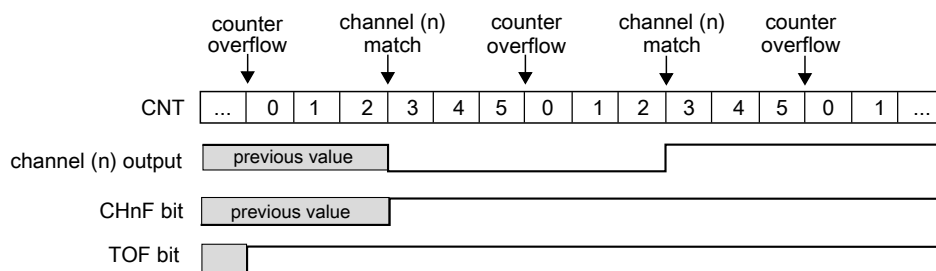 counter
overflow
channel (n)
match
counter
overflow
channel (n)
match
counter
overflow
CNT ... 0 1 2 3 4 5 0 1 2 3 4 5 0 1 ...
channel (n) output previous value
CHnF bit previous value
TOF bit